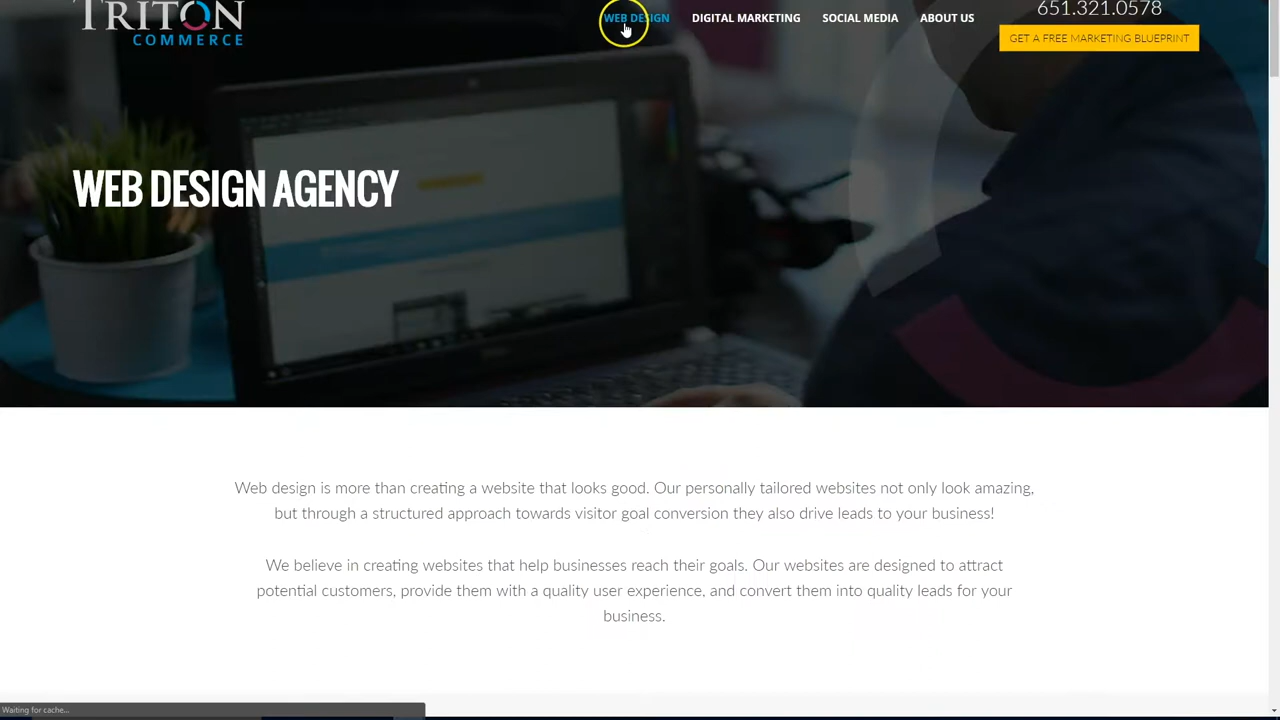 TRITON
COMMERCE
WEB DESIGN
DIGITAL MARKETING
SOCIAL MEDIA
ABOUT US
651.321.0578
GET A FREE MARKETING BLUEPRINT
WEB DESIGN AGENCY
Web design is more than creating a website that looks good. Our personally tailored websites not only look amazing,
but through a structured approach towards visitor goal conversion they also drive leads to your business!
We believe in creating websites that help businesses reach their goals. Our websites are designed to attract
potential customers, provide them with a quality user experience, and convert them into quality leads for your
business.
Waiting for cache...